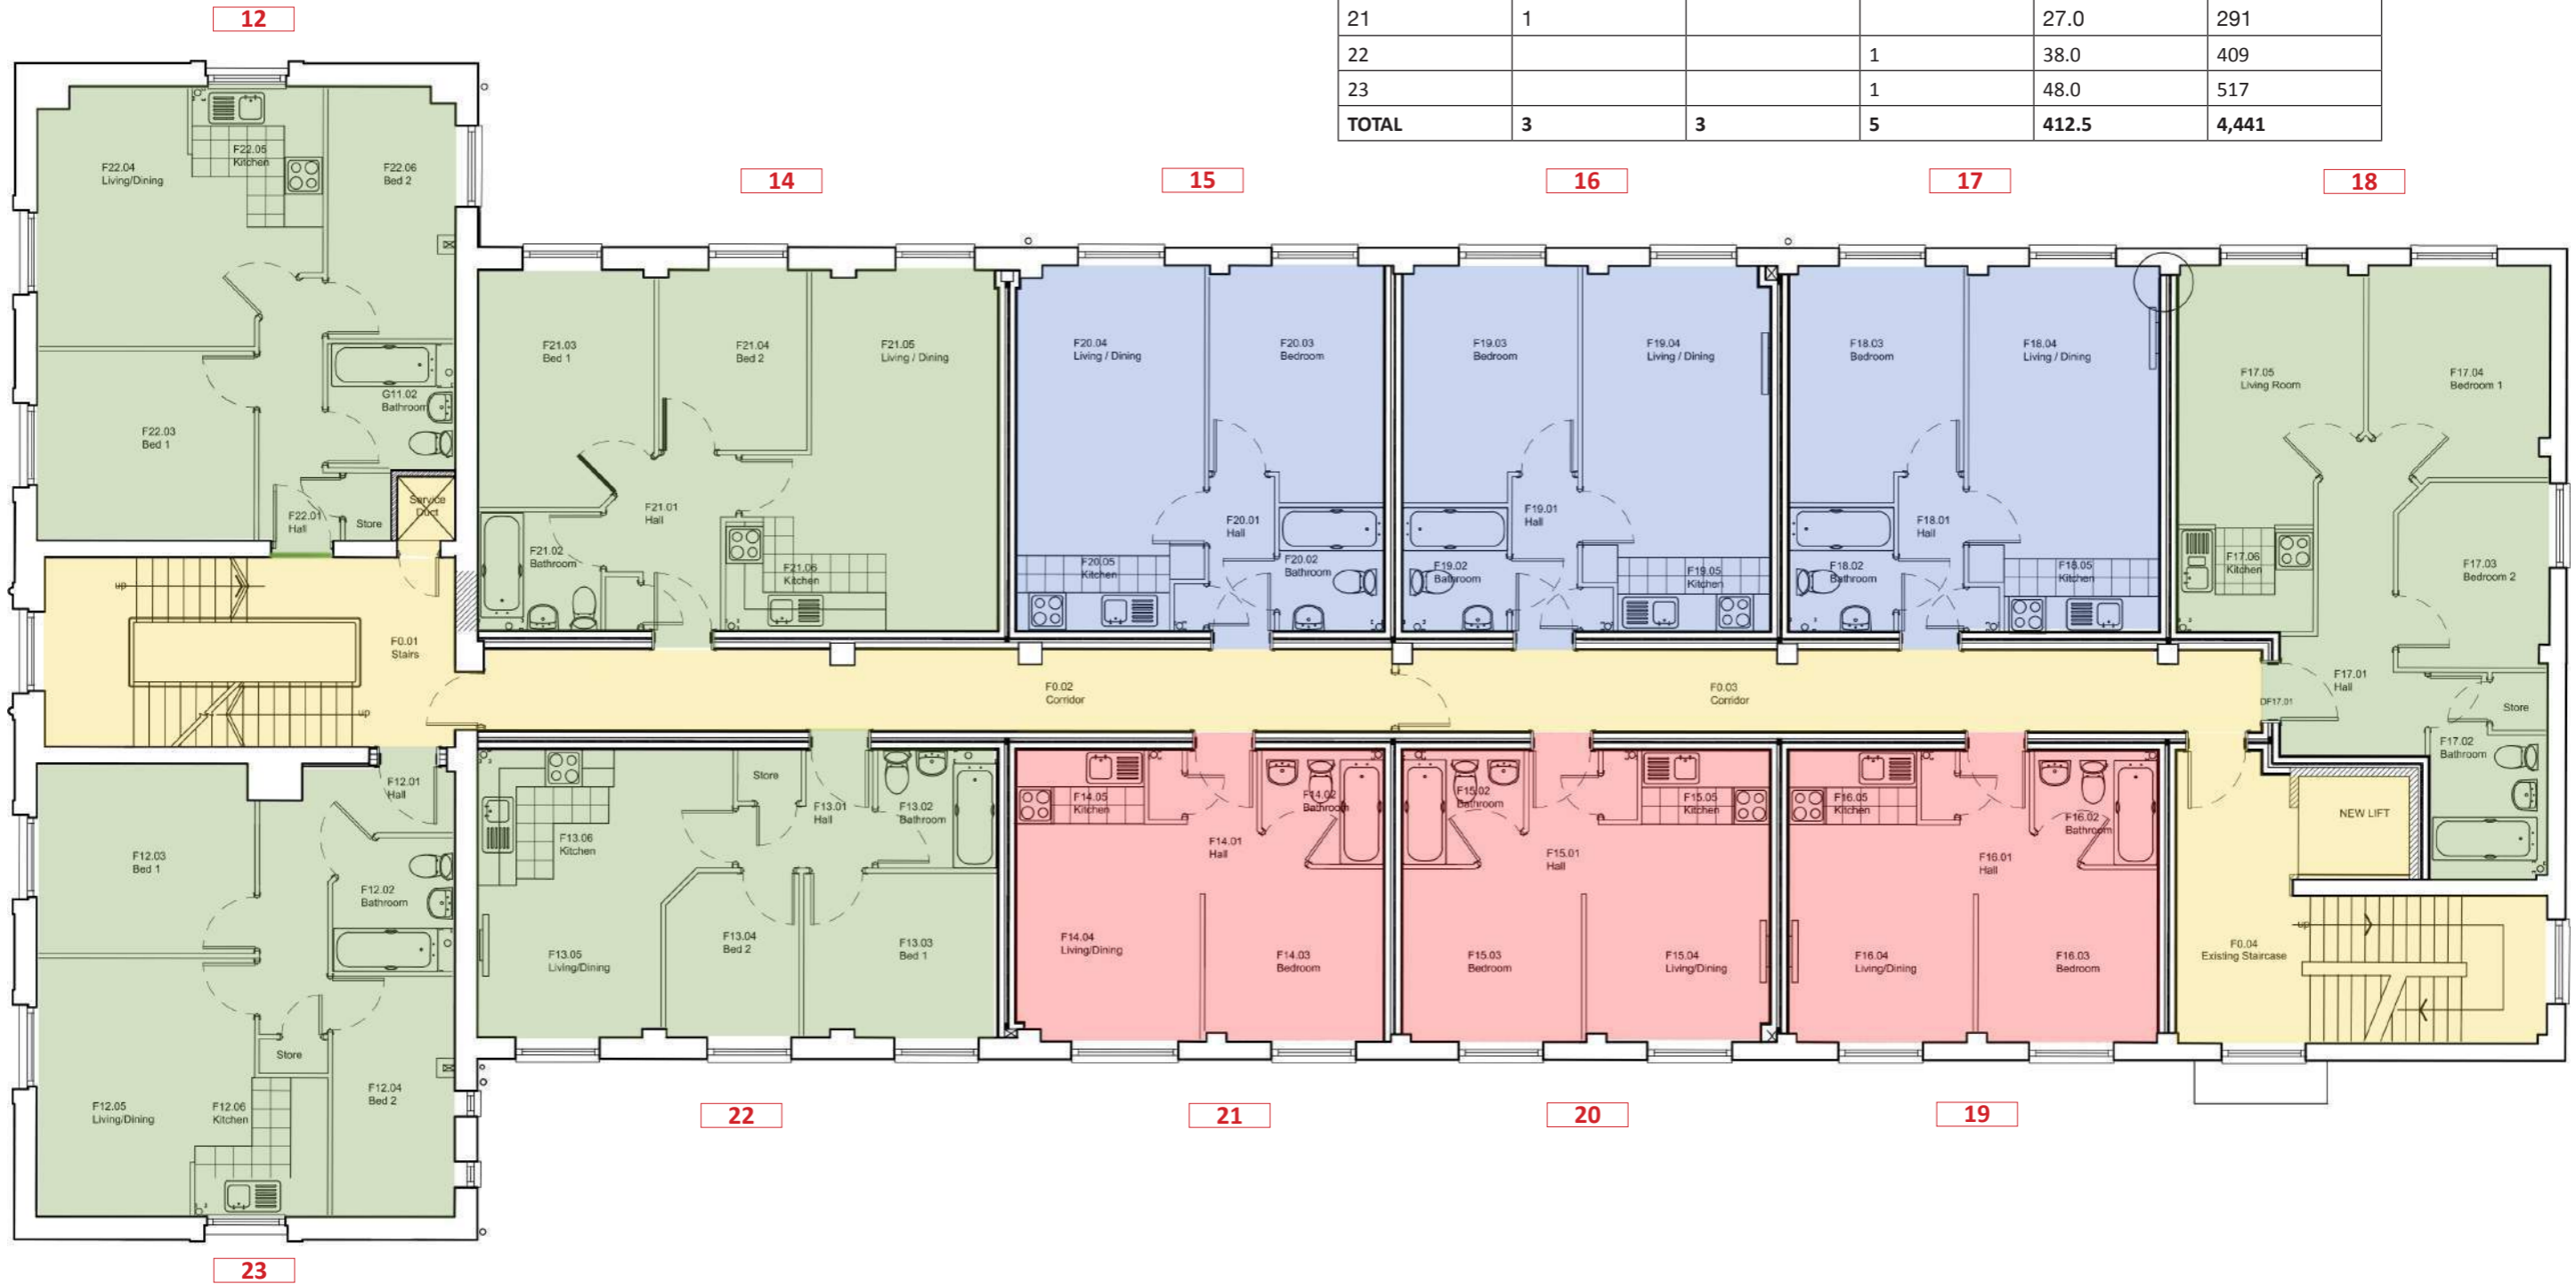 12
21 1 27.0 291
22 1 38.0 409
23 1 48.0 517
TOTAL 3 3 5 412.5 4,441
14
15
16
17
18
F22.04
Living/Dining
F22.05
Kitchen
F22.06
Bed 2
F22.03
Bed 1
G11.02
Bathroom
F22.01
Hall
Store
Service
Duct
F21.03
Bed 1
F21.04
Bed 2
F21.05
Living / Dining
F21.01
Hall
F21.02
Bathroom
F21.06
Kitchen
F20.04
Living / Dining
F20.03
Bedroom
F20.01
Hall
F20.05
Kitchen
F20.02
Bathroom
F19.03
Bedroom
F19.04
Living / Dining
F19.01
Hall
F19.02
Bathroom
F19.05
Kitchen
F18.03
Bedroom
F18.04
Living / Dining
F18.01
Hall
F18.02
Bathroom
F18.05
Kitchen
F17.05
Living Room
F17.04
Bedroom 1
F17.06
Kitchen
F17.03
Bedroom 2
F17.01
Hall
DF17.01
Store
F17.02
Bathroom
up
F0.01
Stairs
up
F0.02
Corridor
F0.03
Corridor
F12.01
Hall
F12.03
Bed 1
F12.02
Bathroom
Store
F12.05
Living/Dining
F12.06
Kitchen
F12.04
Bed 2
Store
F13.01
Hall
F13.02
Bathroom
F13.06
Kitchen
F13.05
Living/Dining
F13.04
Bed 2
F13.03
Bed 1
F14.05
Kitchen
F14.02
Bathroom
F14.01
Hall
F14.04
Living/Dining
F14.03
Bedroom
F15.02
Bathroom
F15.05
Kitchen
F15.01
Hall
F15.03
Bedroom
F15.04
Living/Dining
F16.05
Kitchen
F16.02
Bathroom
F16.01
Hall
F16.04
Living/Dining
F16.03
Bedroom
NEW LIFT
F0.04
Existing Staircase
up
22
21
20
19
23